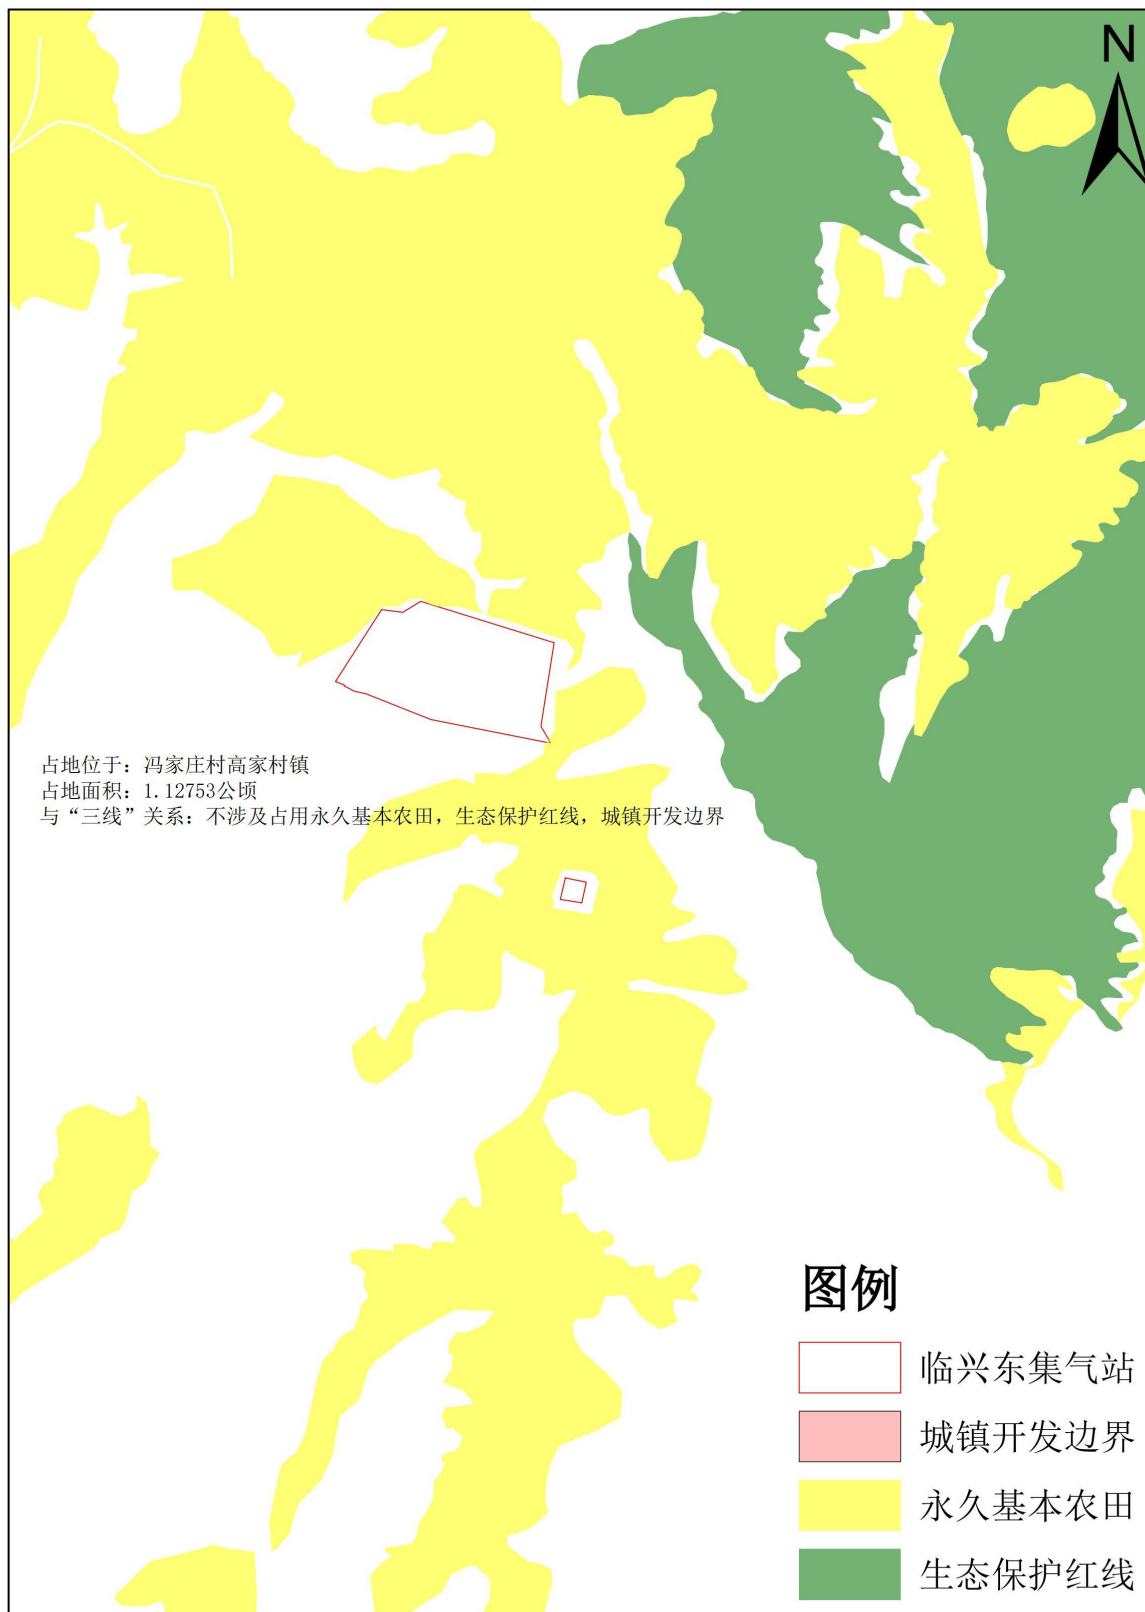 N
占地位于：冯家庄村高家村镇
占地面积：1.12753公顷
与“三线”关系：不涉及占用永久基本农田，生态保护红线，城镇开发边界
图例
临兴东集气站
城镇开发边界
永久基本农田
生态保护红线